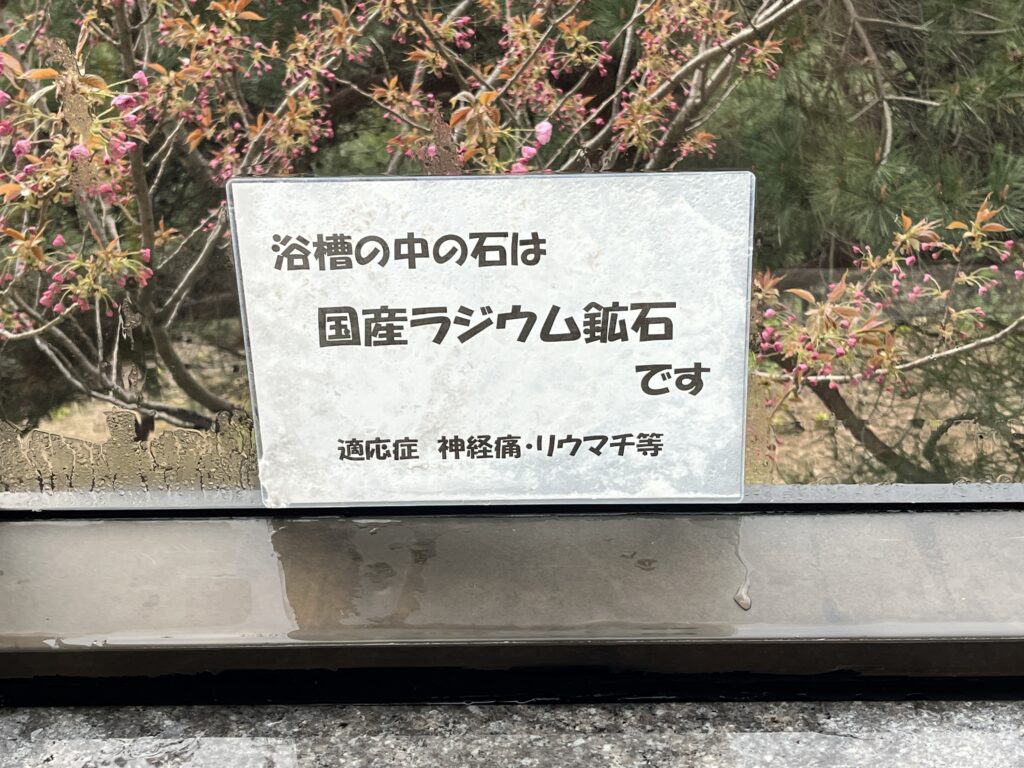 浴槽の中の石は
国産ラジウム鉱石
です
適応症 神経痛・リウマチ等